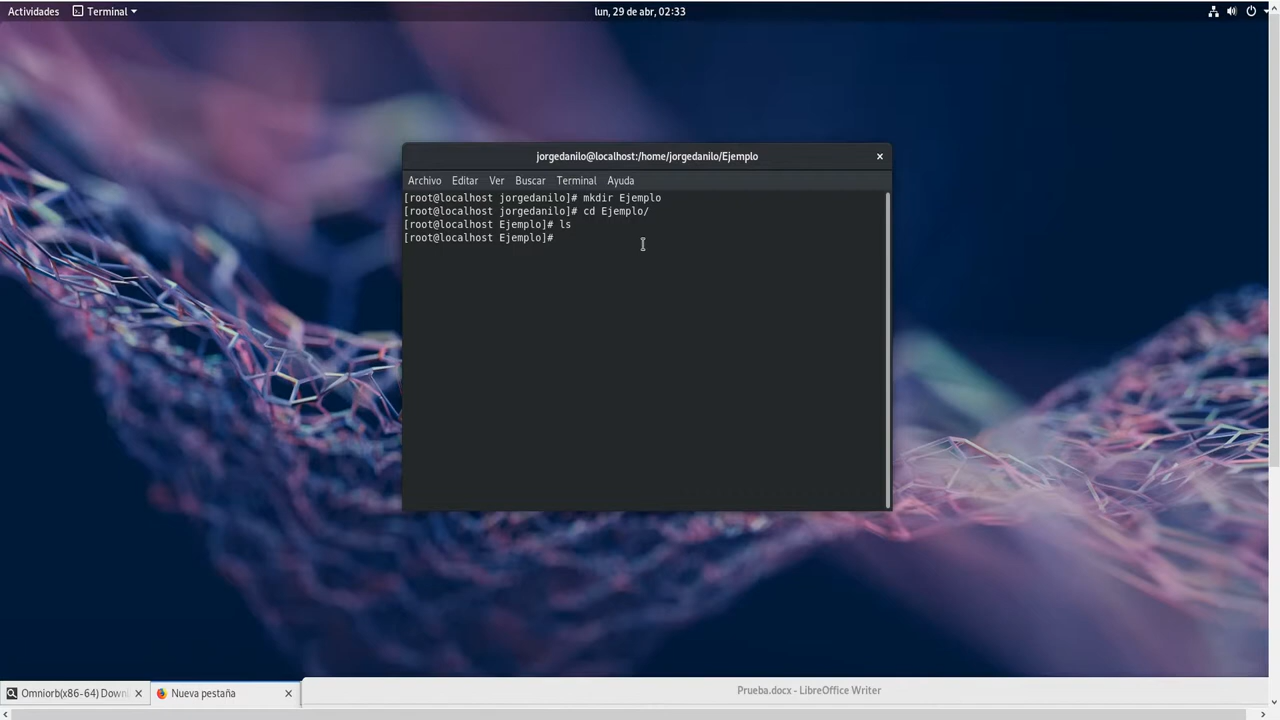 Actividades Terminal lun, 29 de abr, 02:33
jorgedanilo@localhost:/home/jorgedanilo/Ejemplo
Archivo Editar Ver Buscar Terminal Ayuda
[root@localhost jorgedanilo]# mkdir Ejemplo
[root@localhost jorgedanilo]# cd Ejemplo/
[root@localhost Ejemplo]# ls
[root@localhost Ejemplo]#
Omniorb(x86-64) Down Nueva pestaña Prueba.docx - LibreOffice Writer